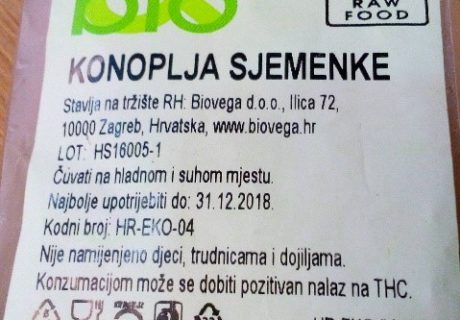 bio
RAW
FOOD
KONOPLJA SJEMENKE
Stavlja na tržište RH: Biovega d.o.o., Ilica 72,
10000 Zagreb, Hrvatska, www.biovega.hr
LOT: HS16005-1
Čuvati na hladnom i suhom mjestu.
Najbolje upotrijebiti do: 31.12.2018.
Kodni broj: HR-EKO-04
Nije namijenjeno djeci, trudnicama i dojiljama.
Konzumacijom može se dobiti pozitivan nalaz na THC.